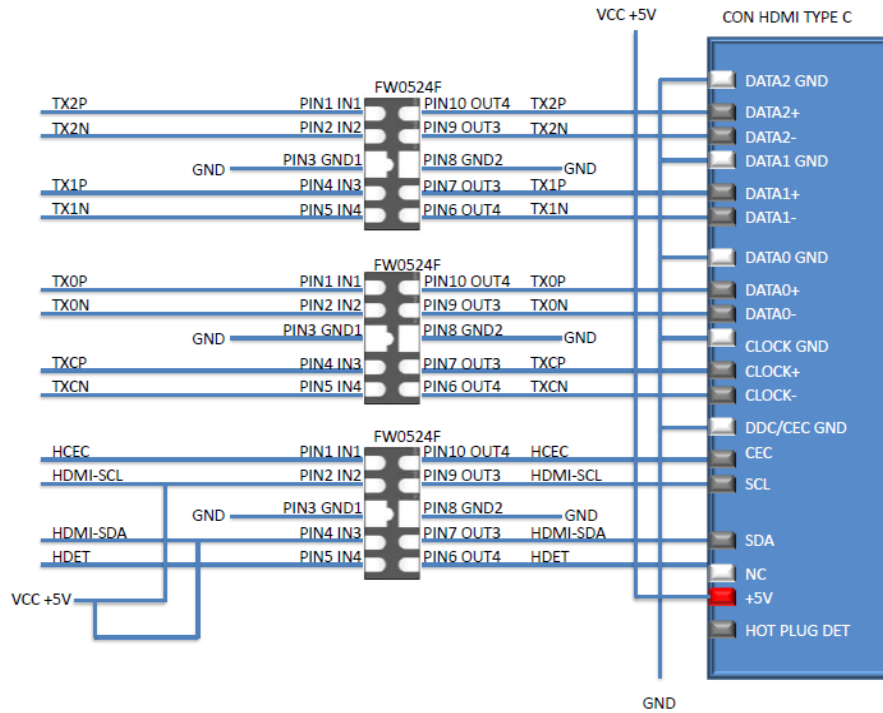 VCC +5V
CON HDMI TYPE C
FW0524F
TX2P PIN1 IN1 PIN10 OUT4 TX2P
TX2N PIN2 IN2 PIN9 OUT3 TX2N
GND PIN3 GND1 PIN8 GND2 GND
TX1P PIN4 IN3 PIN7 OUT3 TX1P
TX1N PIN5 IN4 PIN6 OUT4 TX1N
FW0524F
TX0P PIN1 IN1 PIN10 OUT4 TX0P
TX0N PIN2 IN2 PIN9 OUT3 TX0N
GND PIN3 GND1 PIN8 GND2 GND
TXCP PIN4 IN3 PIN7 OUT3 TXCP
TXCN PIN5 IN4 PIN6 OUT4 TXCN
FW0524F
HCEC PIN1 IN1 PIN10 OUT4 HCEC
HDMI-SCL PIN2 IN2 PIN9 OUT3 HDMI-SCL
GND PIN3 GND1 PIN8 GND2 GND
HDMI-SDA PIN4 IN3 PIN7 OUT3 HDMI-SDA
HDET PIN5 IN4 PIN6 OUT4 HDET
VCC +5V
DATA2 GND
DATA2+
DATA2-
DATA1 GND
DATA1+
DATA1-
DATA0 GND
DATA0+
DATA0-
CLOCK GND
CLOCK+
CLOCK-
DDC/CEC GND
CEC
SCL
SDA
NC
+5V
HOT PLUG DET
GND